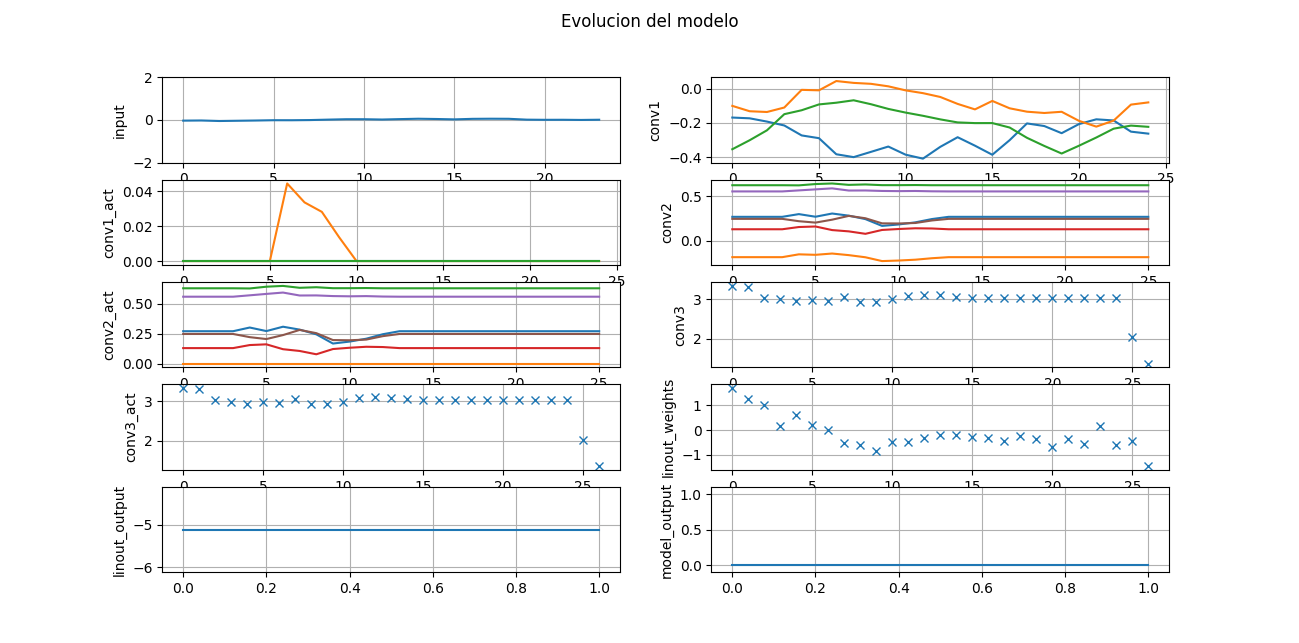 Evolucion del modelo
input
2
0
−2
0 5 10 15 20
conv1
0.0
−0.2
−0.4
0 5 10 15 20 25
conv1_act
0.04
0.02
0.00
0 5 10 15 20 25
conv2
0.5
0.0
0 5 10 15 20 25
conv2_act
0.50
0.25
0.00
0 5 10 15 20 25
conv3
3
2
0 5 10 15 20 25
conv3_act
3
2
0 5 10 15 20 25
linout_weights
1
0
−1
0 5 10 15 20 25
linout_output
−5
−6
0.0 0.2 0.4 0.6 0.8 1.0
model_output
1.0
0.5
0.0
0.0 0.2 0.4 0.6 0.8 1.0